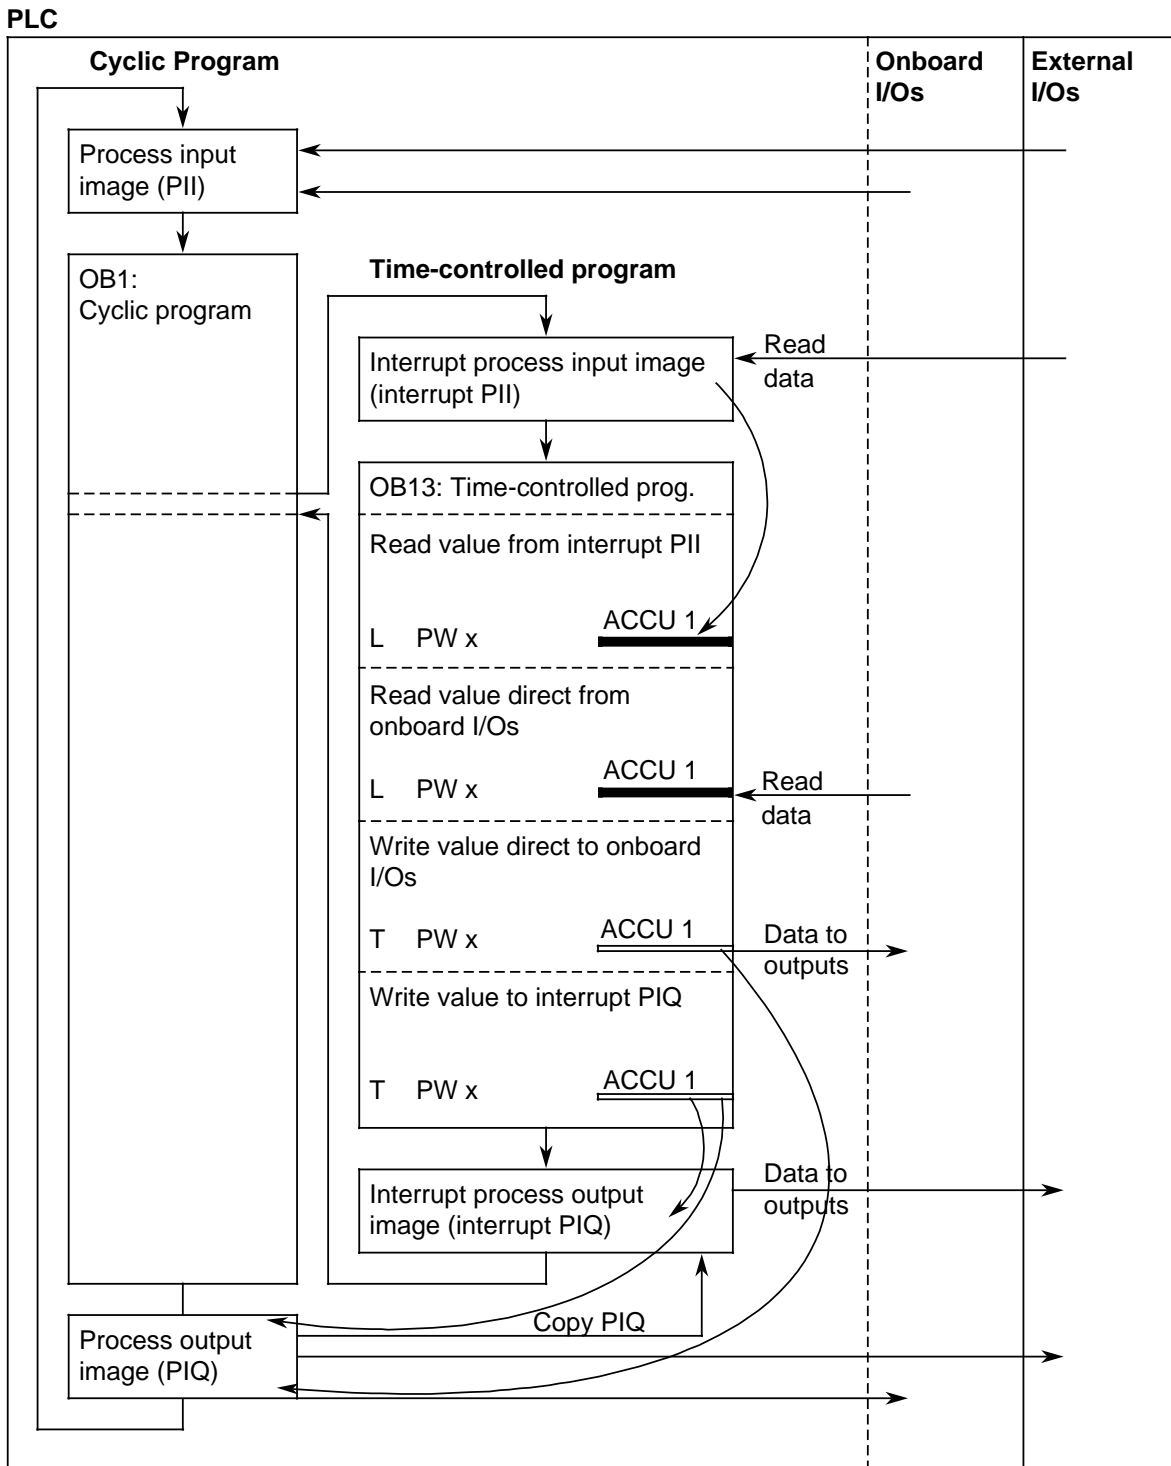 PLC
Cyclic Program
Onboard
I/Os
External
I/Os
Process input
image (PII)
OB1:
Cyclic program
Time-controlled program
Interrupt process input image
(interrupt PII)
Read
data
OB13: Time-controlled prog.
Read value from interrupt PII
L PW x ACCU 1
Read value direct from
onboard I/Os
L PW x ACCU 1
Read
data
Write value direct to onboard
I/Os
T PW x ACCU 1
Data to
outputs
Write value to interrupt PIQ
T PW x ACCU 1
Interrupt process output
image (interrupt PIQ)
Data to
outputs
Copy PIQ
Process output
image (PIQ)